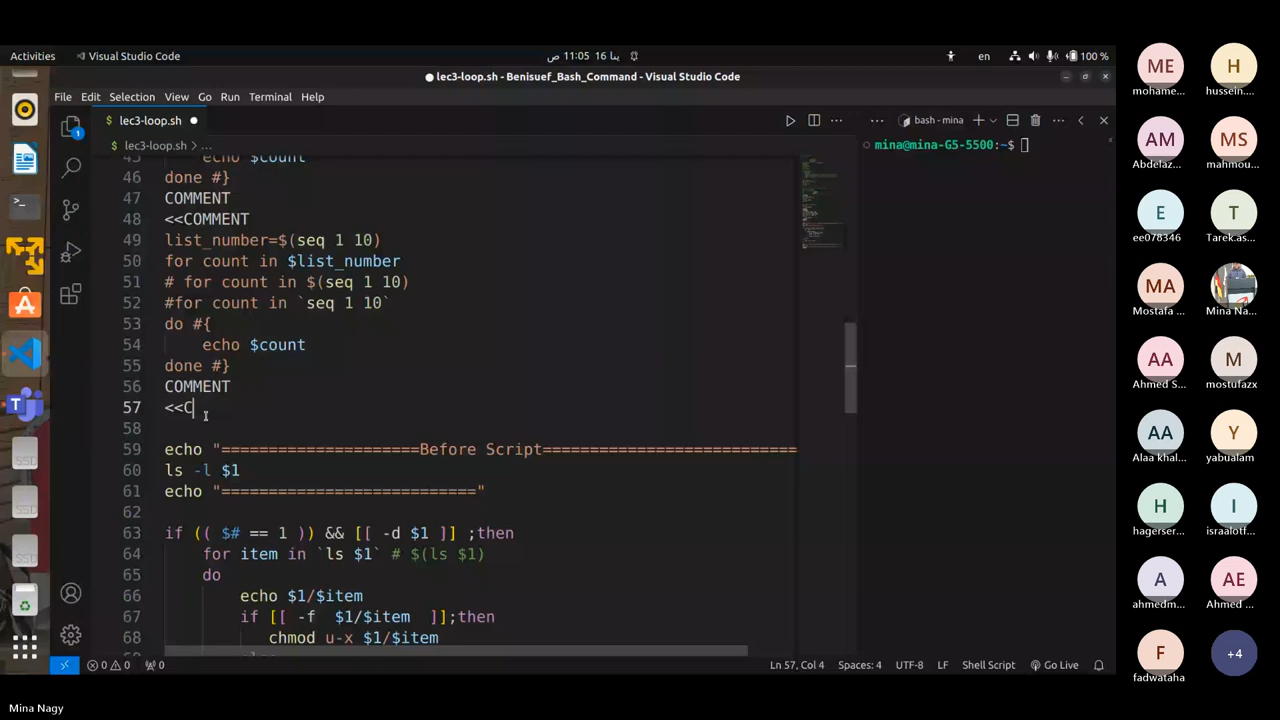 Activities
Visual Studio Code
ص 11:05 16 يناير
en
100 %
lec3-loop.sh - Benisuef_Bash_Command - Visual Studio Code
File Edit Selection View Go Run Terminal Help
$ lec3-loop.sh
bash - mina
$ lec3-loop.sh > ...
mina@mina-G5-5500:~$
45 echo $count
46 done #}
47 COMMENT
48 <<COMMENT
49 list_number=$(seq 1 10)
50 for count in $list_number
51 # for count in $(seq 1 10)
52 #for count in `seq 1 10`
53 do #{
54 echo $count
55 done #}
56 COMMENT
57 <<C
58
59 echo "=====================Before Script===========================
60 ls -l $1
61 echo "==========================="
62
63 if (( $# == 1 )) && [[ -d $1 ]] ;then
64 for item in `ls $1` # $(ls $1)
65 do
66 echo $1/$item
67 if [[ -f $1/$item ]];then
68 chmod u-x $1/$item
1
0 0 0
Ln 57, Col 4 Spaces: 4 UTF-8 LF Shell Script Go Live
ME H
mohame... hussein....
AM MS
Abdelaz... mahmou...
E T
ee078346 Tarek.as...
MA
Mostafa ... Mina Na...
AA M
Ahmed S... mostufazx
AA Y
Alaa khal... yabualam
H I
hagerser... israalotf...
A AE
ahmedm... Ahmed ...
F +4
fadwataha
Mina Nagy